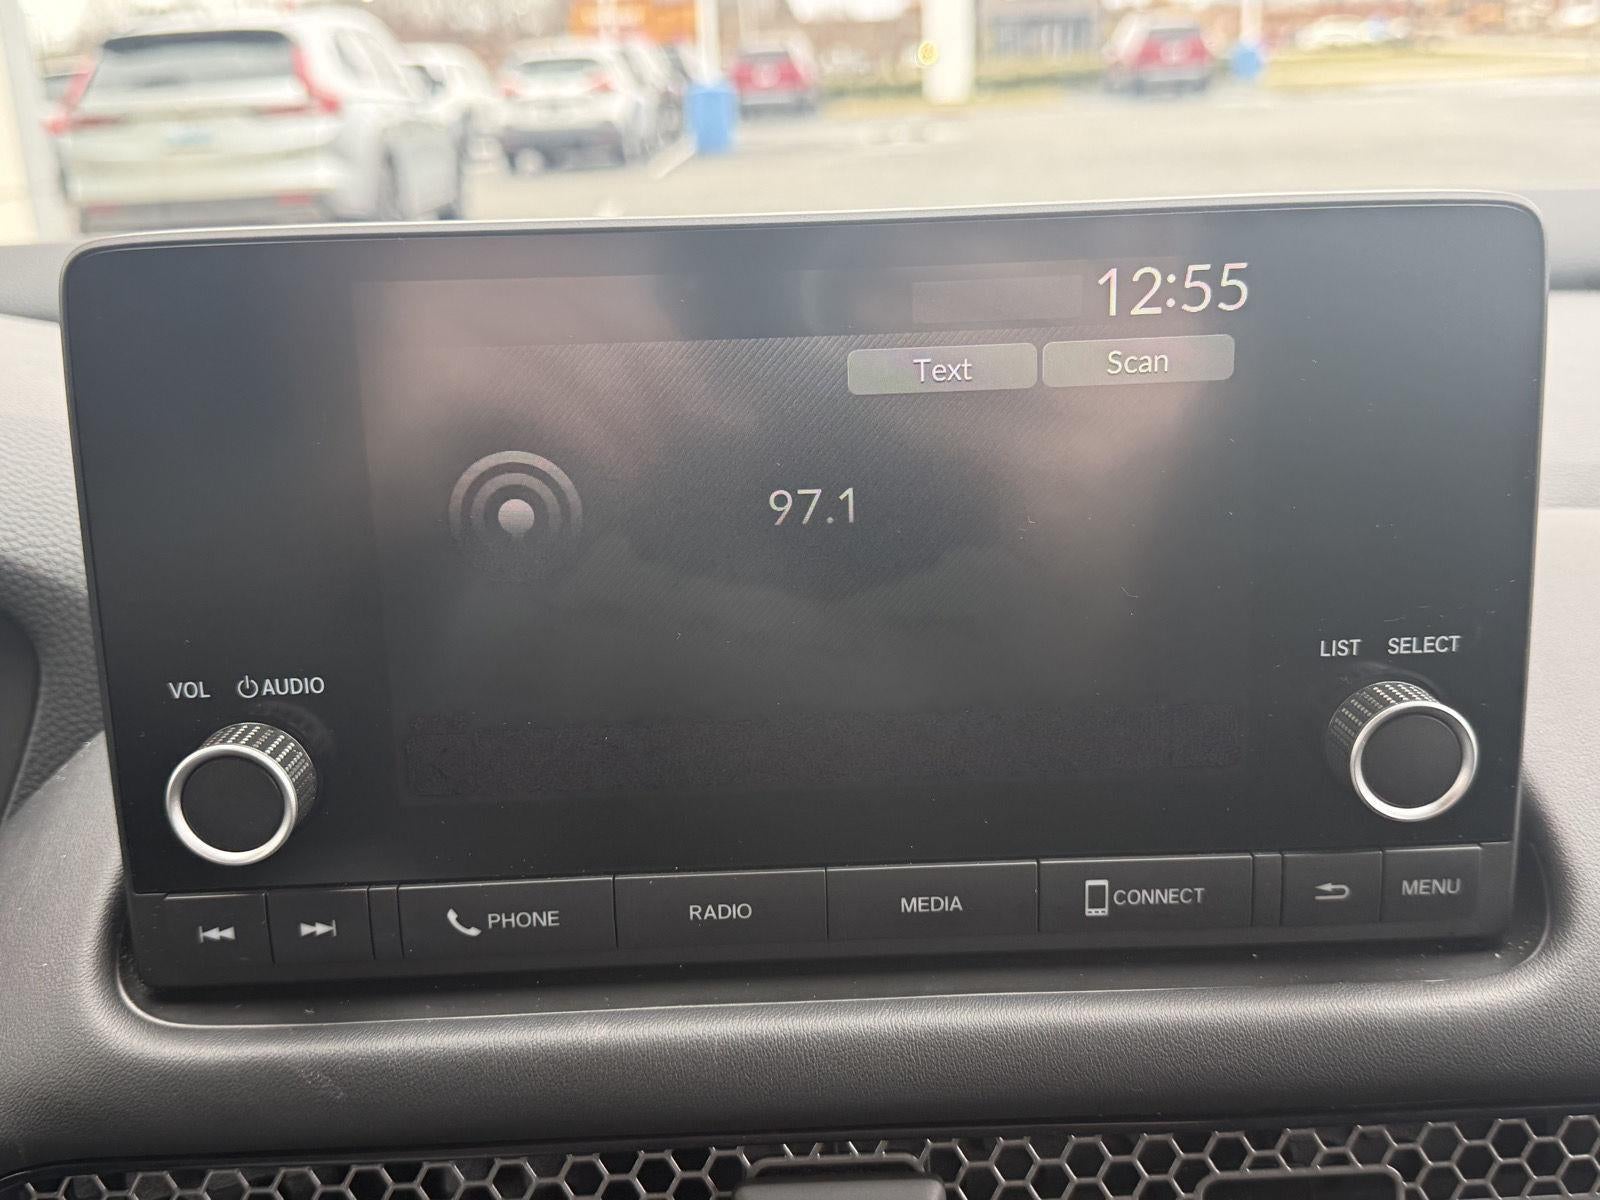 12:55
Text Scan
97.1
LIST SELECT
VOL AUDIO
PHONE RADIO MEDIA CONNECT MENU